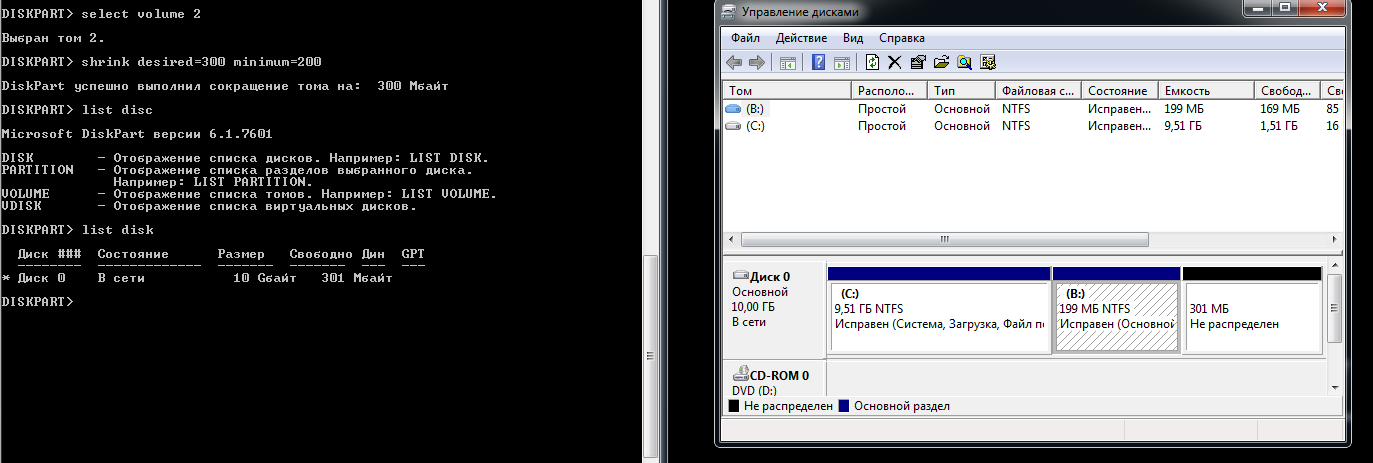 DISKPART> select volume 2
Выбран том 2.
DISKPART> shrink desired=300 minimum=200
DiskPart успешно выполнил сокращение тома на:  300 Mбайт
DISKPART> list disc
Microsoft DiskPart версии 6.1.7601
DISK        - Отображение списка дисков. Например: LIST DISK.
PARTITION   - Отображение списка разделов выбранного диска.
Например: LIST PARTITION.
VOLUME      - Отображение списка томов. Например: LIST VOLUME.
VDISK       - Отображение списка виртуальных дисков.
DISKPART> list disk
Диск ###  Состояние      Размер   Свободно  Дин  GPT
--------  -------------  -------  -------  ---  ---
* Диск 0    В сети           10 Gбайт   301 Mбайт
DISKPART>
Управление дисками
Файл Действие Вид Справка
Том Располо... Тип Файловая с... Состояние Емкость Свобод... Сво
(B:) Простой Основной NTFS Исправен... 199 МБ 169 МБ 85
(C:) Простой Основной NTFS Исправен... 9,51 ГБ 1,51 ГБ 16
Диск 0
Основной
10,00 ГБ
В сети
(C:)
9,51 ГБ NTFS
Исправен (Система, Загрузка, Файл по
(B:)
199 МБ NTFS
Исправен (Основной
301 МБ
Не распределен
CD-ROM 0
DVD (D:)
Не распределен Основной раздел